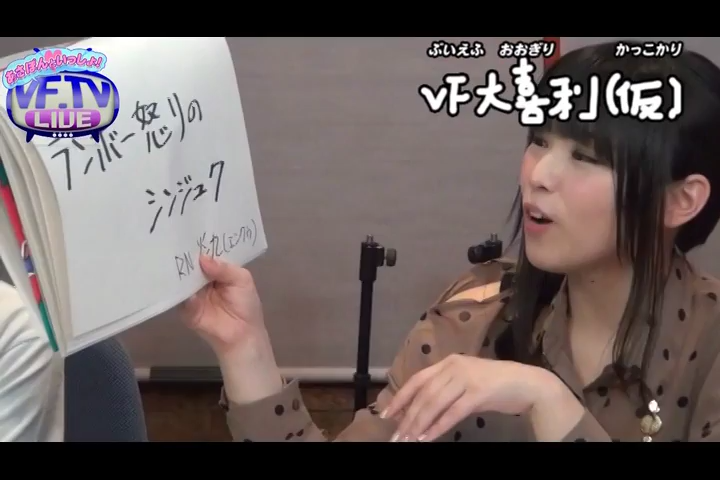 あさぽんといっしょ!
VF.TV
LIVE
ぶいえふ おおぎり かっこかり
VF大喜利(仮)
ランバー怒りの
シンジュク